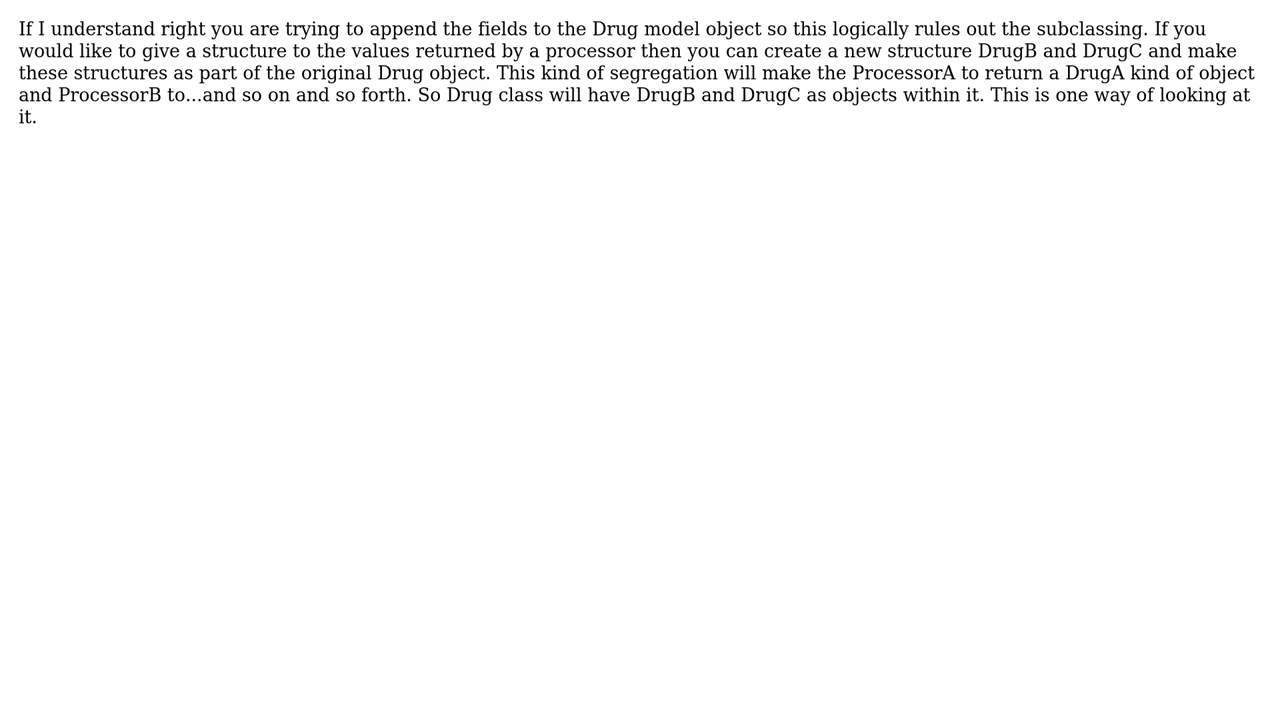 If I understand right you are trying to append the fields to the Drug model object so this logically rules out the subclassing. If you
would like to give a structure to the values returned by a processor then you can create a new structure DrugB and DrugC and make
these structures as part of the original Drug object. This kind of segregation will make the ProcessorA to return a DrugA kind of object
and ProcessorB to...and so on and so forth. So Drug class will have DrugB and DrugC as objects within it. This is one way of looking at
it.